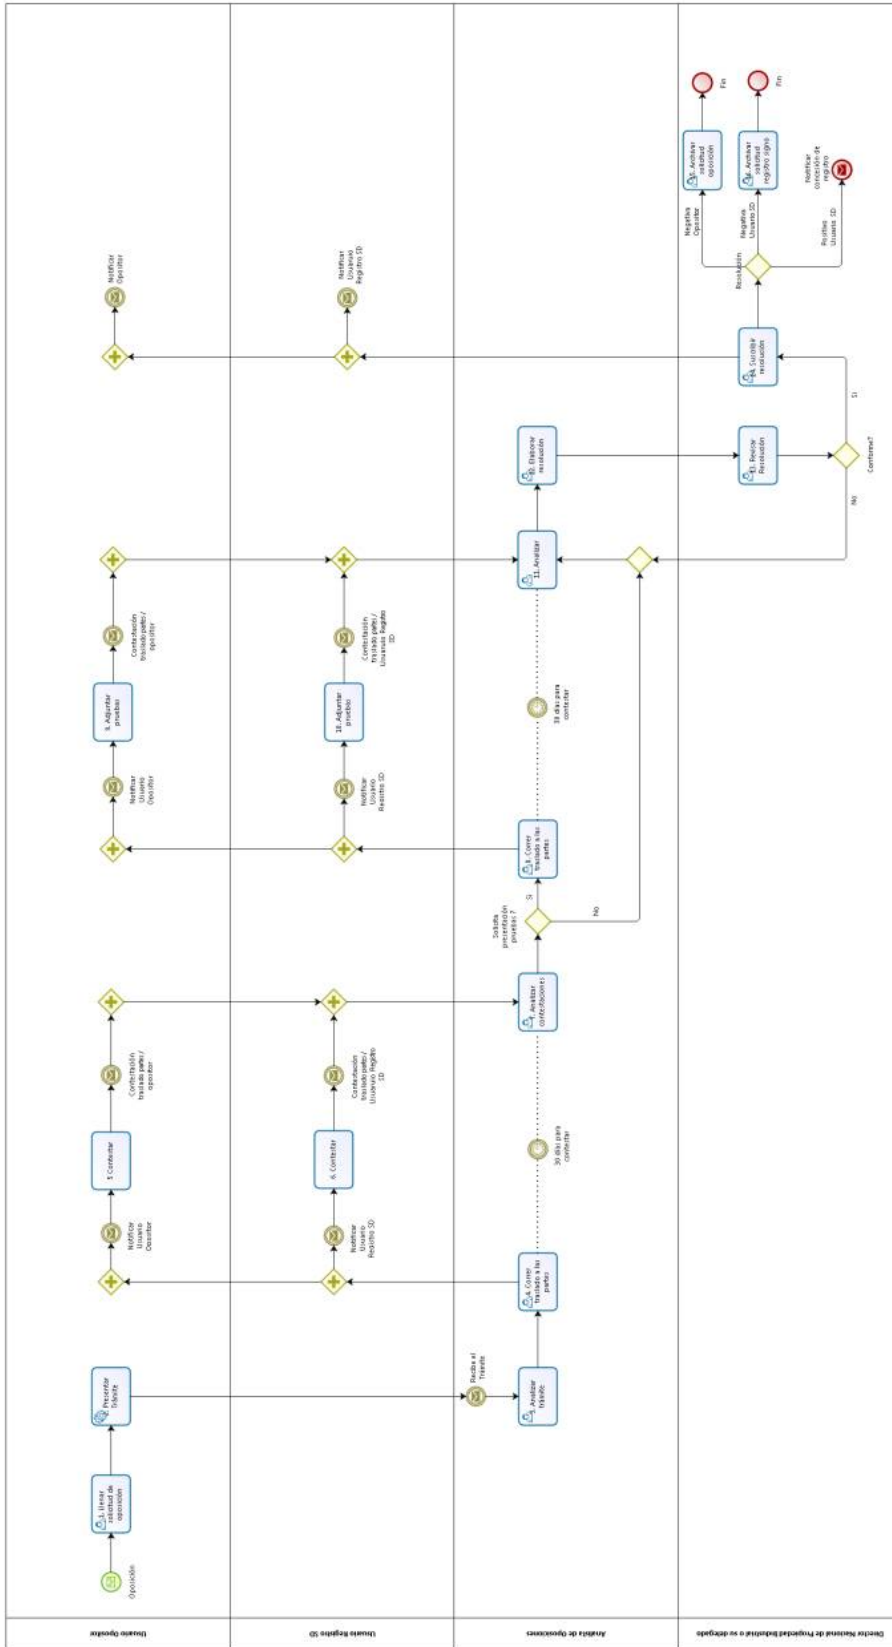 Usuario Opositor
Oposición
1. Llenar
solicitud de
oposición
2. Presentar
Trámite
Notificar
Usuario
Opositor
5 Contestar
Contestación
traslado partes /
opositor
Notificar
Usuario
Opositor
9. Adjuntar
pruebas
Contestación
traslado partes /
opositor
Notificar
Opositor
Usuario Registro SD
Notificar
Usuario
Registro SD
6. Contestar
Contestación
traslado partes /
Usuario Registro
SD
Notificar
Usuario
Registro SD
10. Adjuntar
pruebas
Contestación
traslado partes /
Usuario Registro
SD
Notificar
Usuario
Registro SD
Analista de Oposiciones
Recibe el
Trámite
3. Analizar
trámite
4. Correr
traslado a las
partes
30 días para
contestar
7. Analizar
contestaciones
Solicita
presentación
pruebas ?
Si
No
8. Correr
traslado a las
partes
30 días para
contestar
11. Analizar
12. Elaborar
resolución
Director Nacional de Propiedad Industrial o su delegado
13. Revisar
Resolución
Conforme?
No
Si
14. Suscribir
resolución
Resolución
Negativa
Opositor
Negativa
Usuario SD
Positivo
Usuario SD
15. Archivar
solicitud
oposición
Fin
16. Archivar
solicitud
registro signo
Fin
Notificar
concesión de
registro